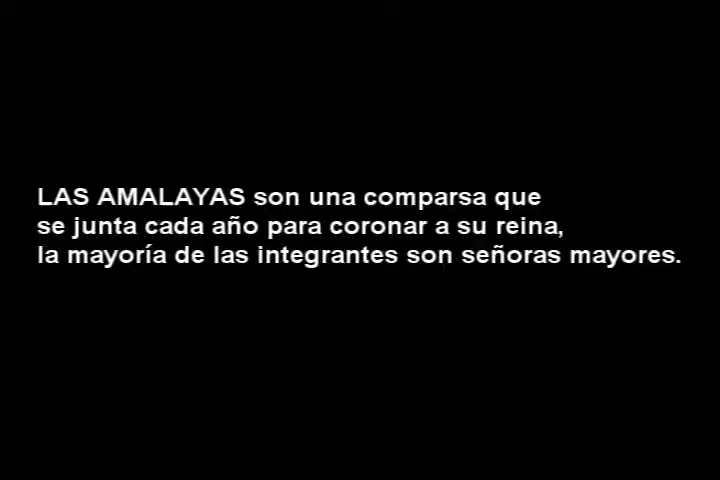 LAS AMALAYAS son una comparsa que
se junta cada año para coronar a su reina,
la mayoría de las integrantes son señoras mayores.